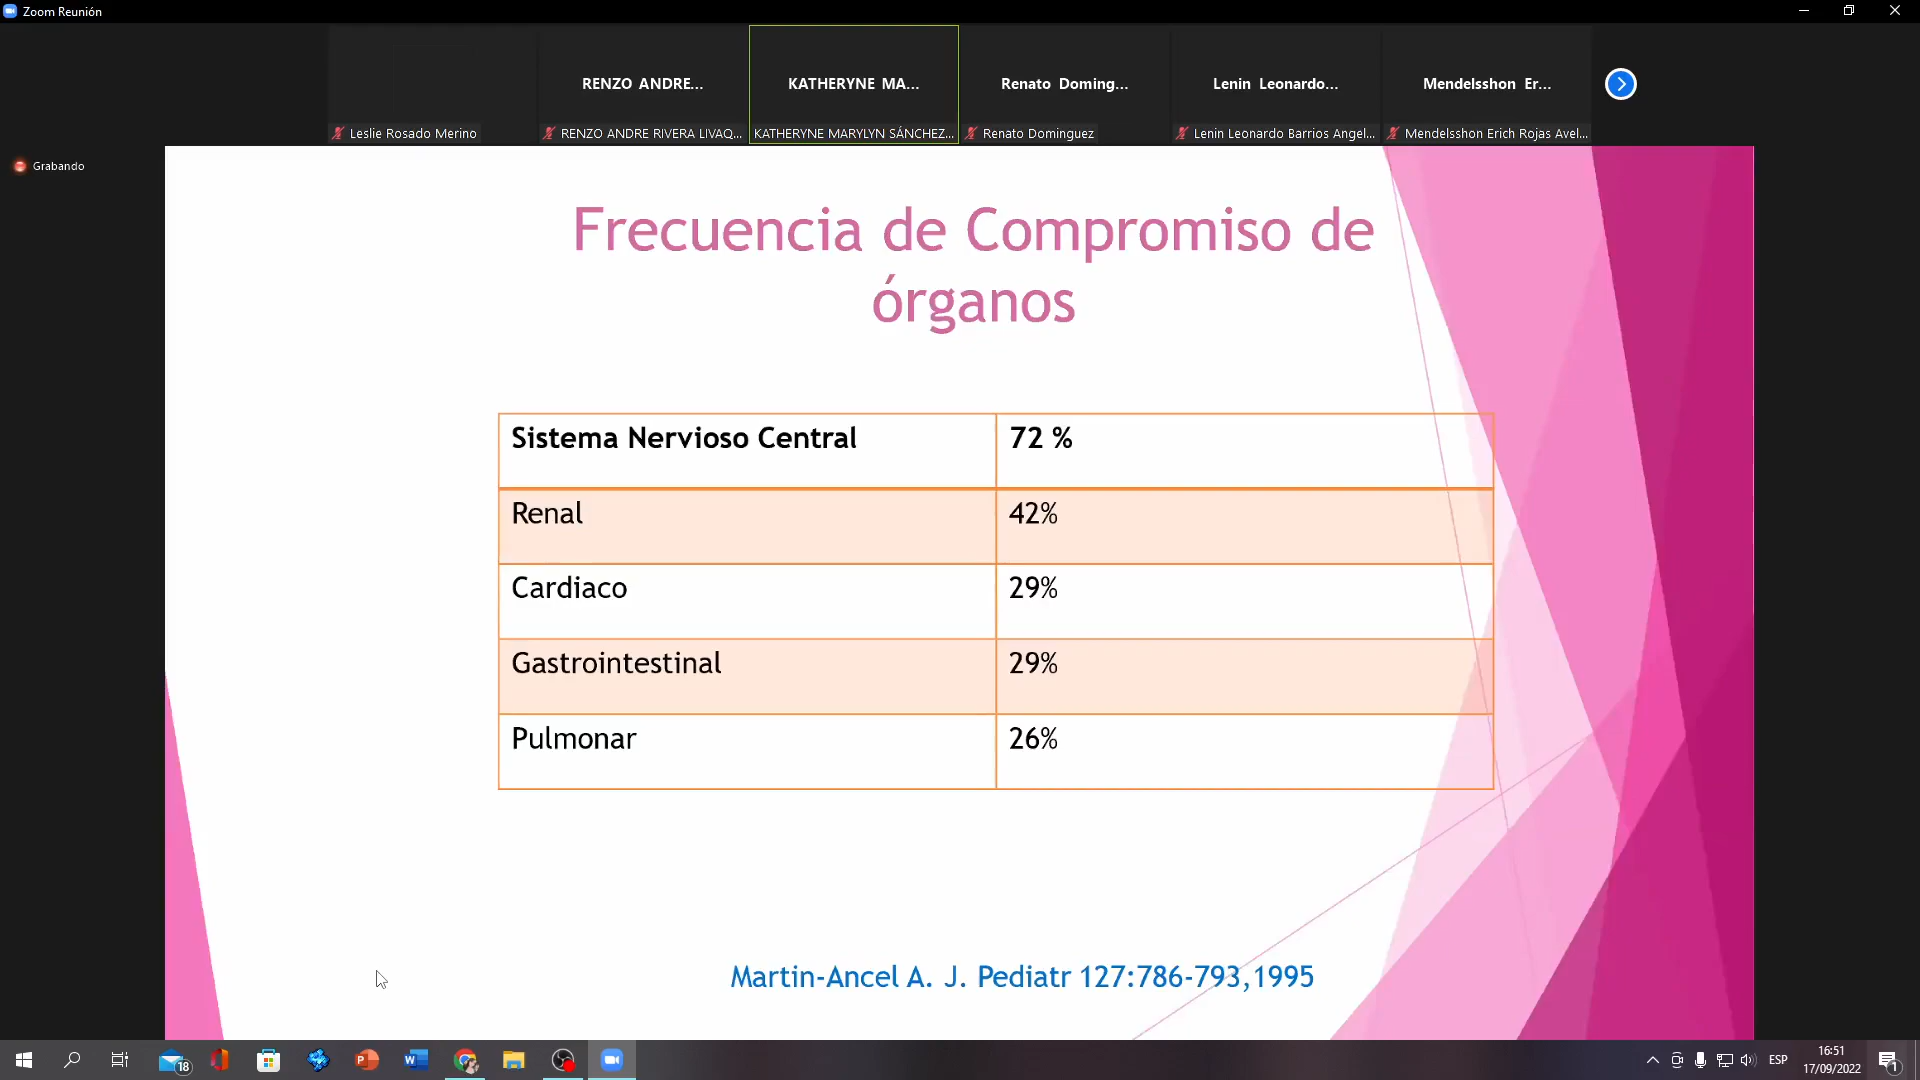 Zoom Reunión
RENZO ANDRE...
KATHERYNE MA...
Renato Doming...
Lenin Leonardo...
Mendelsshon Er...
Leslie Rosado Merino
RENZO ANDRE RIVERA LIVAQ...
KATHERYNE MARYLYN SÁNCHEZ...
Renato Dominguez
Lenin Leonardo Barrios Angel...
Mendelsshon Erich Rojas Avel...
Grabando
Frecuencia de Compromiso de
órganos
Sistema Nervioso Central 72 %
Renal 42%
Cardiaco 29%
Gastrointestinal 29%
Pulmonar 26%
Martin-Ancel A. J. Pediatr 127:786-793,1995
18
ESP
16:51
17/09/2022
1